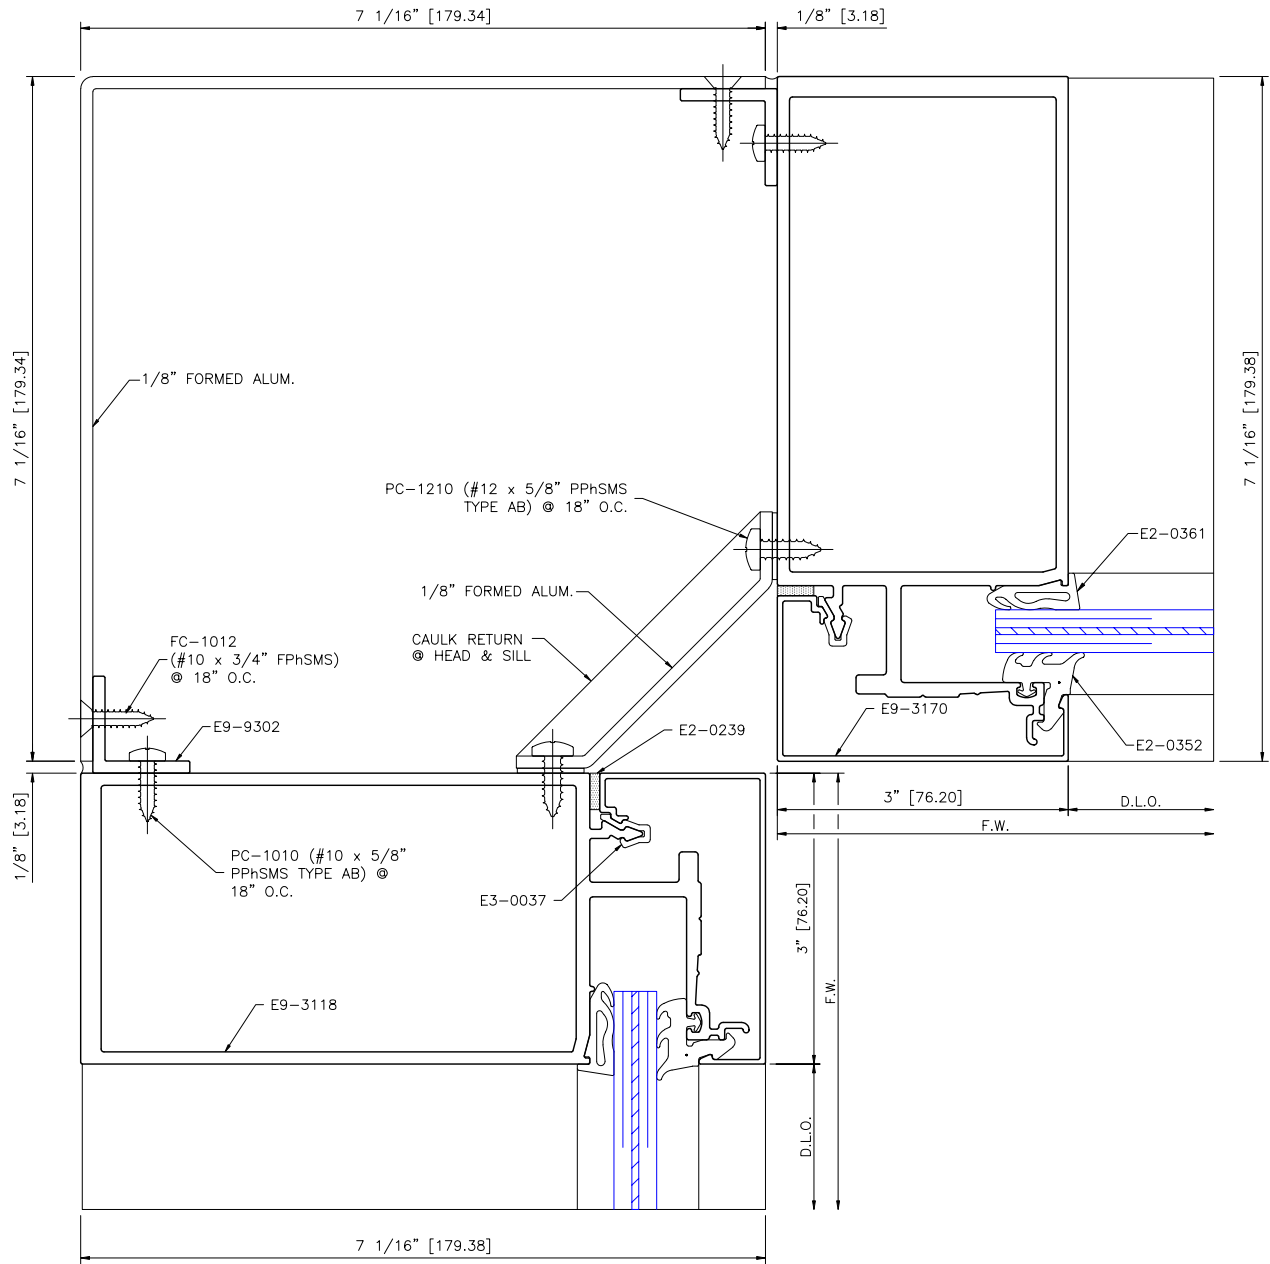 7 1/16" [179.34]
1/8" [3.18]
7 1/16" [179.34]
7 1/16" [179.38]
1/8" FORMED ALUM.
PC-1210 (#12 x 5/8" PPhSMS
TYPE AB) @ 18" O.C.
E2-0361
1/8" FORMED ALUM.
CAULK RETURN
@ HEAD & SILL
FC-1012
(#10 x 3/4" FPhSMS)
@ 18" O.C.
E9-9302
E2-0239
E9-3170
E2-0352
3" [76.20]
D.L.O.
F.W.
1/8" [3.18]
PC-1010 (#10 x 5/8"
PPhSMS TYPE AB) @
18" O.C.
E3-0037
3" [76.20]
F.W.
E9-3118
D.L.O.
7 1/16" [179.38]